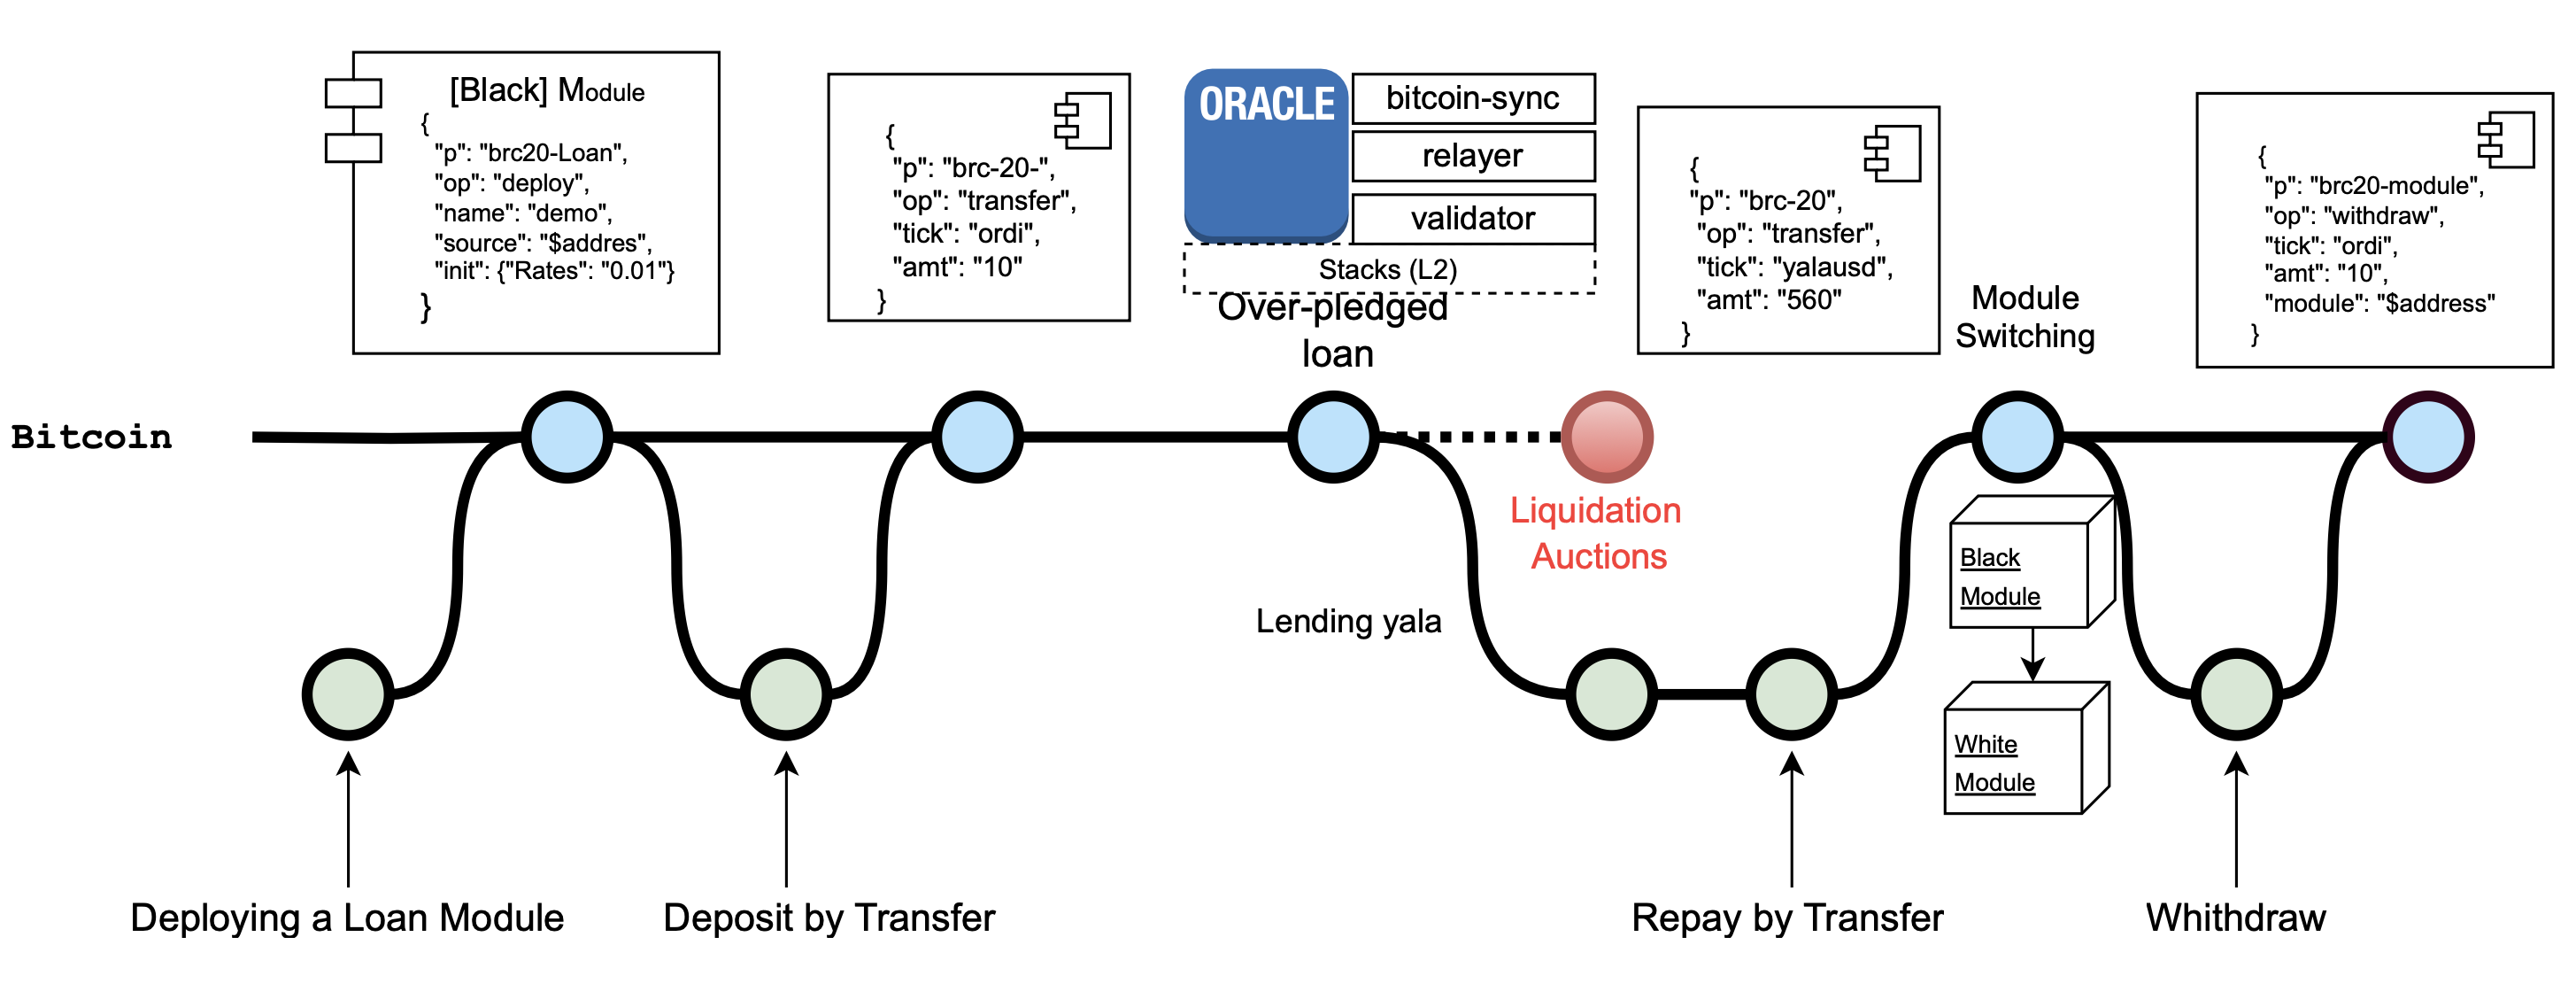 [Black] Module
{
"p": "brc20-Loan",
"op": "deploy",
"name": "demo",
"source": "$addres",
"init": {"Rates": "0.01"}
}
{
"p": "brc-20-",
"op": "transfer",
"tick": "ordi",
"amt": "10"
}
ORACLE
bitcoin-sync
relayer
validator
Stacks (L2)
Over-pledged
loan
{
"p": "brc-20",
"op": "transfer",
"tick": "yalausd",
"amt": "560"
}
Module
Switching
{
"p": "brc20-module",
"op": "withdraw",
"tick": "ordi",
"amt": "10",
"module": "$address"
}
Bitcoin
Liquidation
Auctions
Lending yala
Black
Module
White
Module
Deploying a Loan Module
Deposit by Transfer
Repay by Transfer
Whithdraw